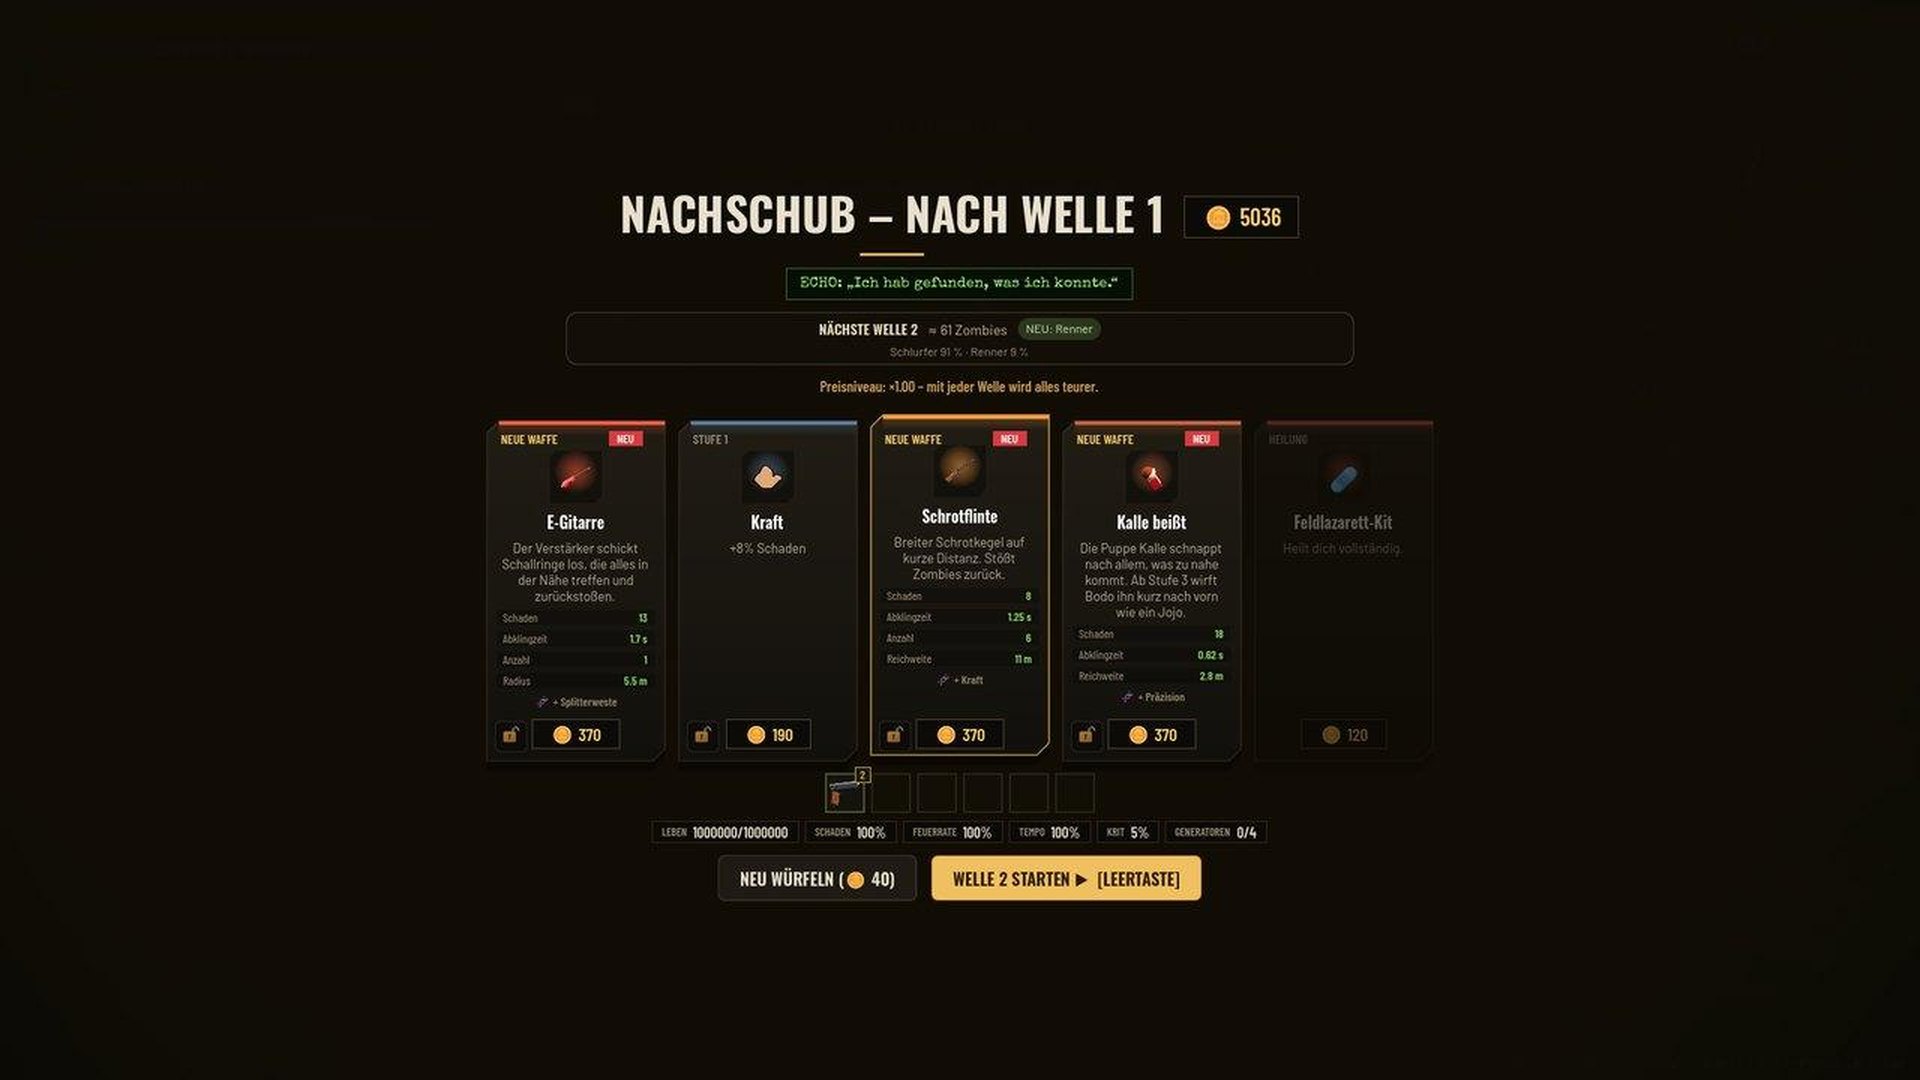 NACHSCHUB – NACH WELLE 1
5036
ECHO: „Ich hab gefunden, was ich konnte.“
NÄCHSTE WELLE 2 ≈ 61 Zombies NEU: Renner
Schlurfer 91 % · Renner 9 %
Preisniveau: ×1.00 – mit jeder Welle wird alles teurer.
NEUE WAFFE NEU
E-Gitarre
Der Verstärker schickt
Schallringe los, die alles in
der Nähe treffen und
zurückstoßen.
Schaden 13
Abklingzeit 1.7 s
Anzahl 1
Radius 5.5 m
+ Splitterweste
370
STUFE 1
Kraft
+8% Schaden
190
NEUE WAFFE NEU
Schrotflinte
Breiter Schrotkegel auf
kurze Distanz. Stößt
Zombies zurück.
Schaden 8
Abklingzeit 1.25 s
Anzahl 6
Reichweite 11 m
+ Kraft
370
NEUE WAFFE NEU
Kalle beißt
Die Puppe Kalle schnappt
nach allem, was zu nahe
kommt. Ab Stufe 3 wirft
Bodo ihn kurz nach vorn
wie ein Jojo.
Schaden 18
Abklingzeit 0.62 s
Reichweite 2.8 m
+ Präzision
370
HEILUNG
Feldlazarett-Kit
Heilt dich vollständig.
120
2
LEBEN 1000000/1000000 SCHADEN 100% FEUERRATE 100% TEMPO 100% KRIT 5% GENERATOREN 0/4
NEU WÜRFELN ( 40)
WELLE 2 STARTEN ▶ [LEERTASTE]